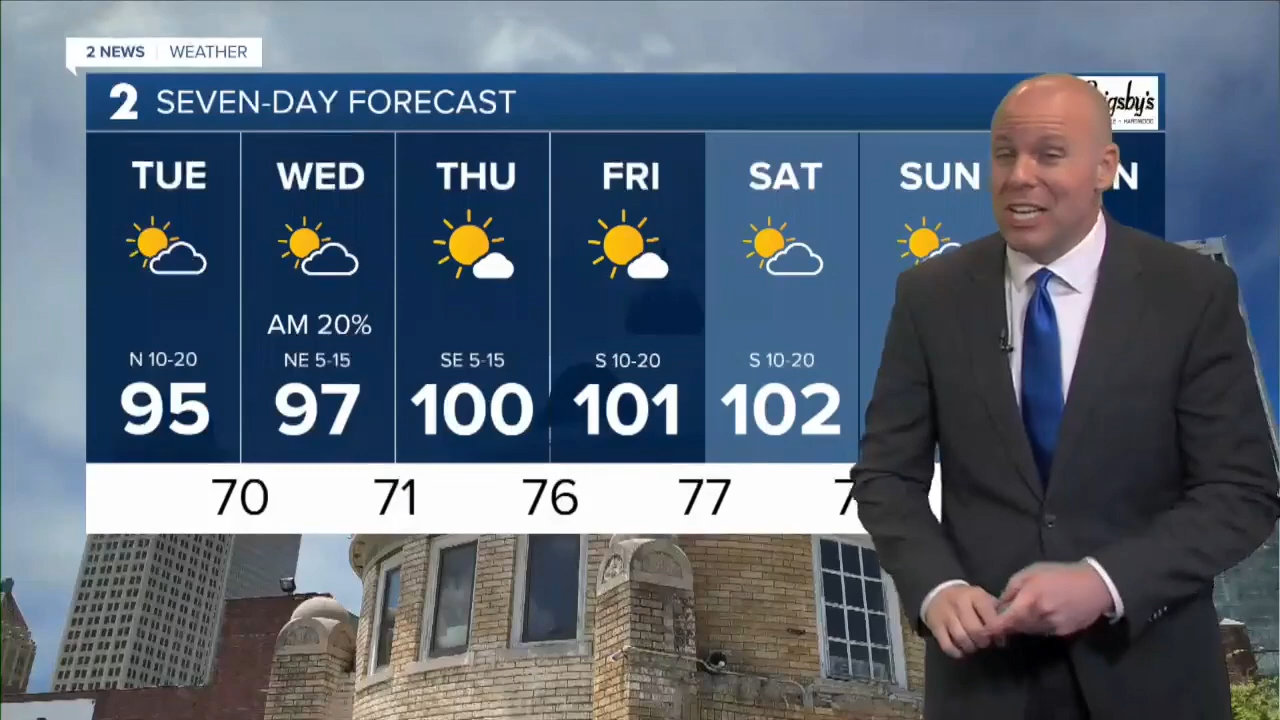 2 NEWS WEATHER
2 SEVEN-DAY FORECAST
TUE WED THU FRI SAT SUN
AM 20%
N 10-20 NE 5-15 SE 5-15 S 10-20 S 10-20
95 97 100 101 102
70 71 76 77